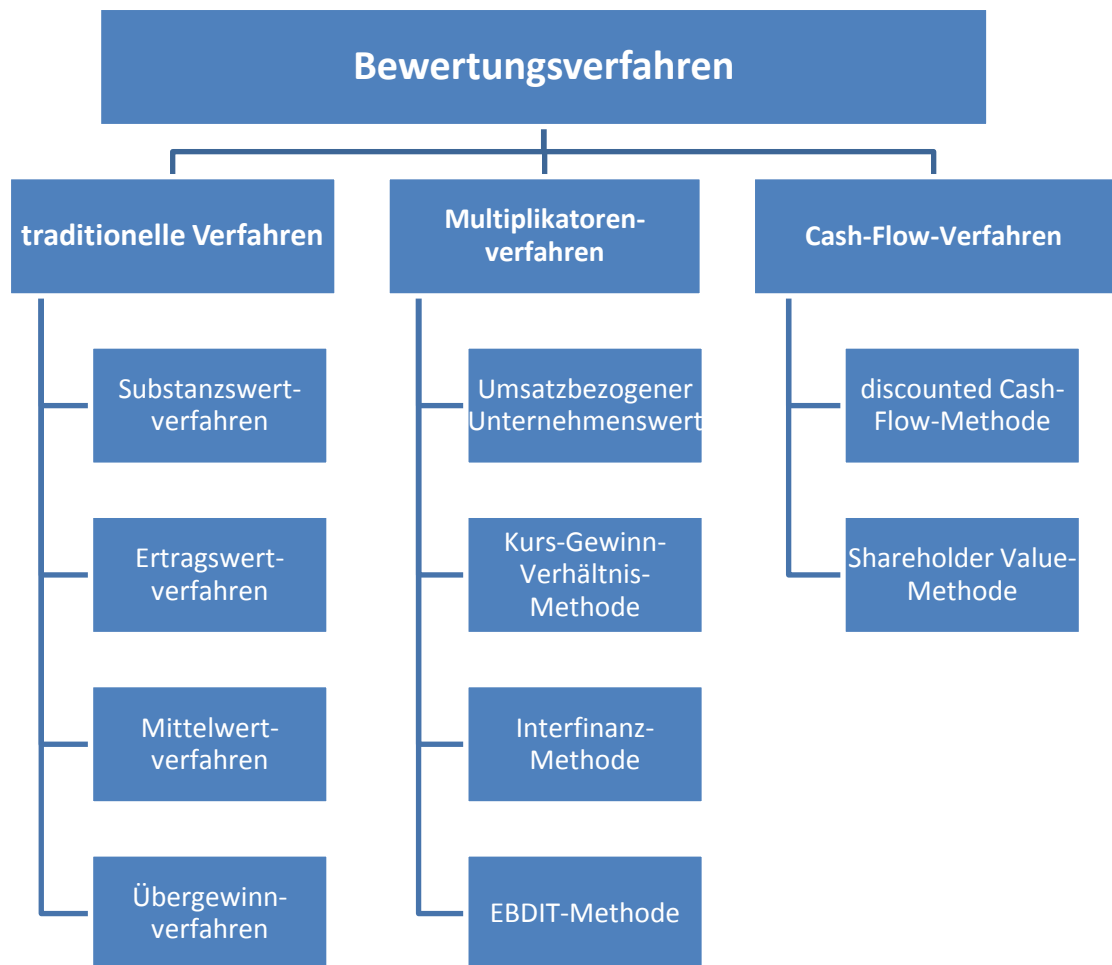 Bewertungsverfahren
traditionelle Verfahren
Substanzswert-
verfahren
Ertragswert-
verfahren
Mittelwert-
verfahren
Übergewinn-
verfahren
Multiplikatoren-
verfahren
Umsatzbezogener
Unternehmenswert
Kurs-Gewinn-
Verhältnis-
Methode
Interfinanz-
Methode
EBDIT-Methode
Cash-Flow-Verfahren
discounted Cash-
Flow-Methode
Shareholder Value-
Methode